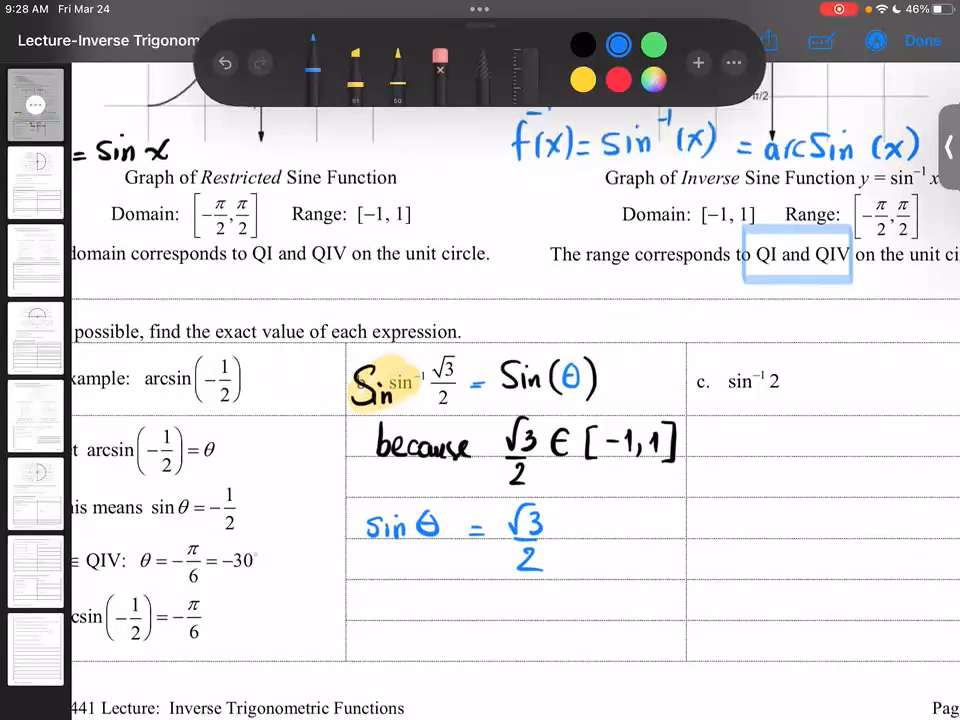 9:28 AM Fri Mar 24
46%
Lecture-Inverse Trigonom
Done
π/2
= Sin x
f⁻¹(x) = Sin⁻¹(x) = arcSin (x)
Graph of Restricted Sine Function
Graph of Inverse Sine Function y = sin⁻¹ x
Domain: [−π/2, π/2] Range: [−1, 1]
Domain: [−1, 1] Range: [−π/2, π/2]
domain corresponds to QI and QIV on the unit circle.
The range corresponds to QI and QIV on the unit ci
possible, find the exact value of each expression.
xample: arcsin(−1/2)
Sin sin⁻¹ √3/2 = Sin(θ)
c. sin⁻¹ 2
because √3/2 ∈ [-1,1]
t arcsin(−1/2) = θ
his means sin θ = −1/2
sin θ = √3/2
≡ QIV: θ = −π/6 = −30°
csin(−1/2) = −π/6
441 Lecture: Inverse Trigonometric Functions
Pag